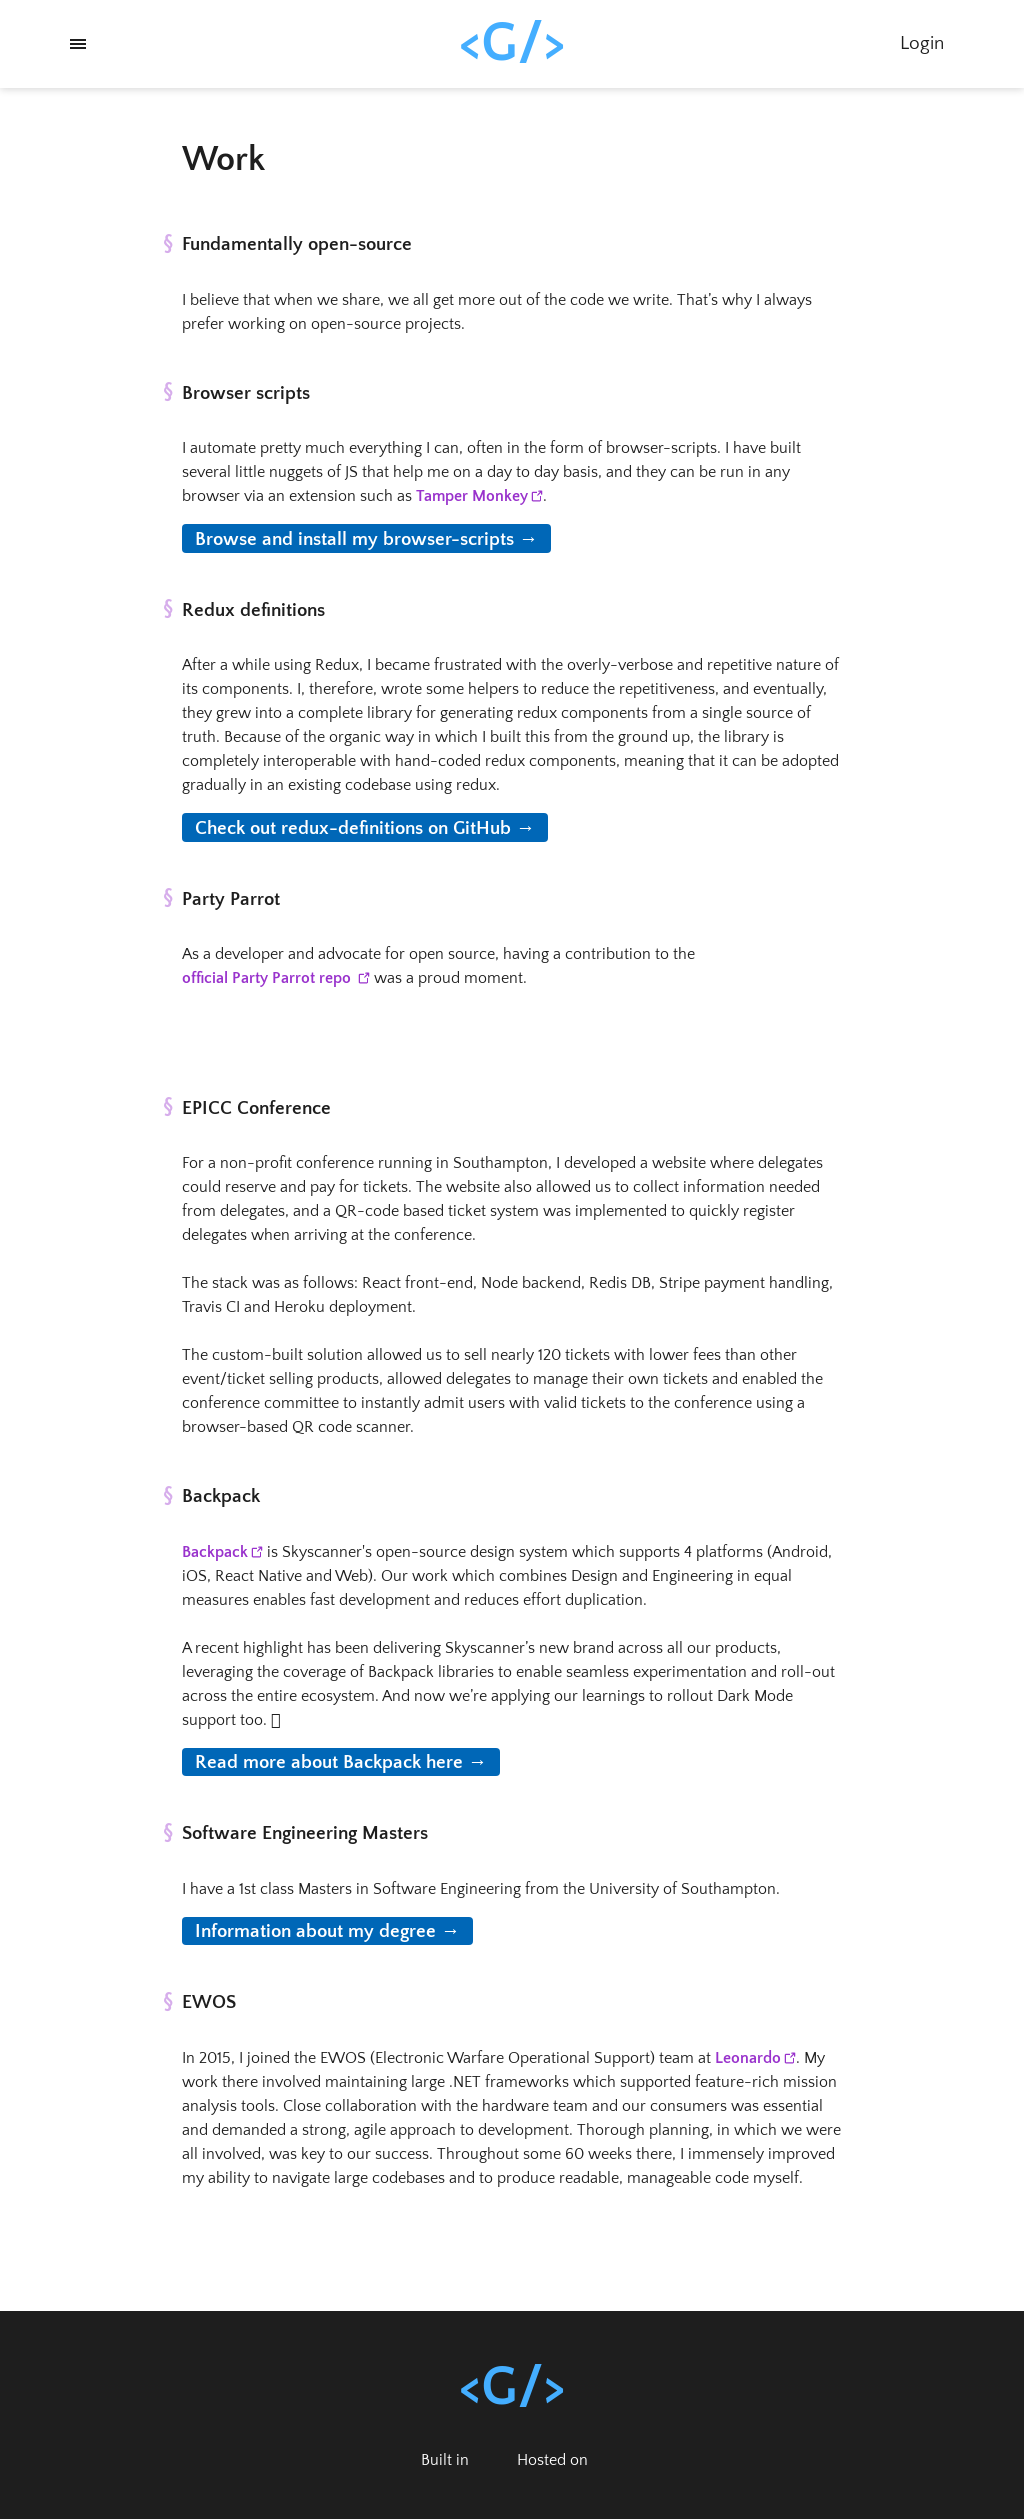 <G/>
Login
Work
§ Fundamentally open-source
I believe that when we share, we all get more out of the code we write. That's why I always
prefer working on open-source projects.
§ Browser scripts
I automate pretty much everything I can, often in the form of browser-scripts. I have built
several little nuggets of JS that help me on a day to day basis, and they can be run in any
browser via an extension such as Tamper Monkey.
Browse and install my browser-scripts →
§ Redux definitions
After a while using Redux, I became frustrated with the overly-verbose and repetitive nature of
its components. I, therefore, wrote some helpers to reduce the repetitiveness, and eventually,
they grew into a complete library for generating redux components from a single source of
truth. Because of the organic way in which I built this from the ground up, the library is
completely interoperable with hand-coded redux components, meaning that it can be adopted
gradually in an existing codebase using redux.
Check out redux-definitions on GitHub →
§ Party Parrot
As a developer and advocate for open source, having a contribution to the
official Party Parrot repo was a proud moment.
§ EPICC Conference
For a non-profit conference running in Southampton, I developed a website where delegates
could reserve and pay for tickets. The website also allowed us to collect information needed
from delegates, and a QR-code based ticket system was implemented to quickly register
delegates when arriving at the conference.
The stack was as follows: React front-end, Node backend, Redis DB, Stripe payment handling,
Travis CI and Heroku deployment.
The custom-built solution allowed us to sell nearly 120 tickets with lower fees than other
event/ticket selling products, allowed delegates to manage their own tickets and enabled the
conference committee to instantly admit users with valid tickets to the conference using a
browser-based QR code scanner.
§ Backpack
Backpack is Skyscanner's open-source design system which supports 4 platforms (Android,
iOS, React Native and Web). Our work which combines Design and Engineering in equal
measures enables fast development and reduces effort duplication.
A recent highlight has been delivering Skyscanner's new brand across all our products,
leveraging the coverage of Backpack libraries to enable seamless experimentation and roll-out
across the entire ecosystem. And now we're applying our learnings to rollout Dark Mode
support too.
Read more about Backpack here →
§ Software Engineering Masters
I have a 1st class Masters in Software Engineering from the University of Southampton.
Information about my degree →
§ EWOS
In 2015, I joined the EWOS (Electronic Warfare Operational Support) team at Leonardo. My
work there involved maintaining large .NET frameworks which supported feature-rich mission
analysis tools. Close collaboration with the hardware team and our consumers was essential
and demanded a strong, agile approach to development. Thorough planning, in which we were
all involved, was key to our success. Throughout some 60 weeks there, I immensely improved
my ability to navigate large codebases and to produce readable, manageable code myself.
<G/>
Built in Hosted on